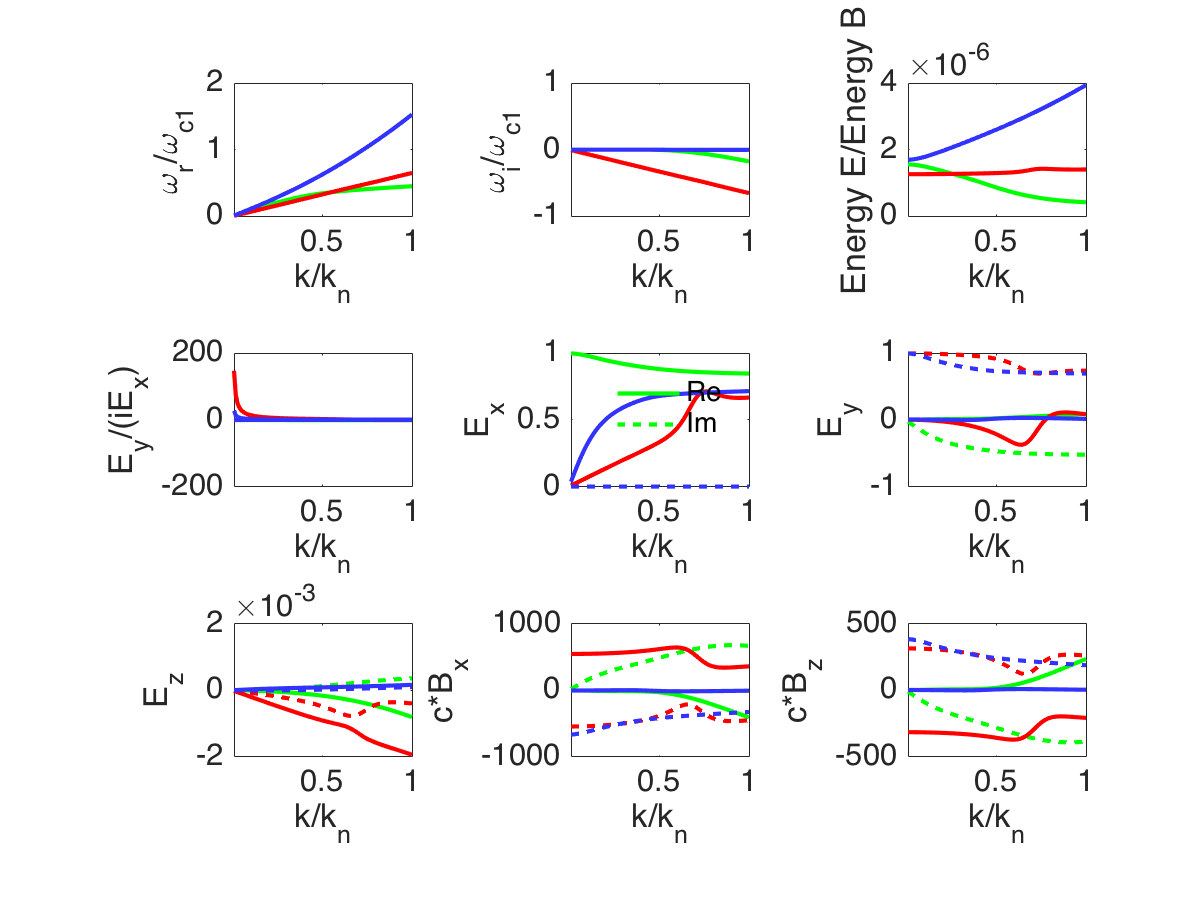 2
1
0
ω_r/ω_c1
0.5 1
k/k_n
1
0
-1
ω_i/ω_c1
0.5 1
k/k_n
×10^-6
4
2
0
Energy E/Energy B
0.5 1
k/k_n
200
0
-200
E_y/(iE_x)
0.5 1
k/k_n
1
0.5
0
E_x
Re
Im
0.5 1
k/k_n
1
0
-1
E_y
0.5 1
k/k_n
×10^-3
2
0
-2
E_z
0.5 1
k/k_n
1000
0
-1000
c*B_x
0.5 1
k/k_n
500
0
-500
c*B_z
0.5 1
k/k_n